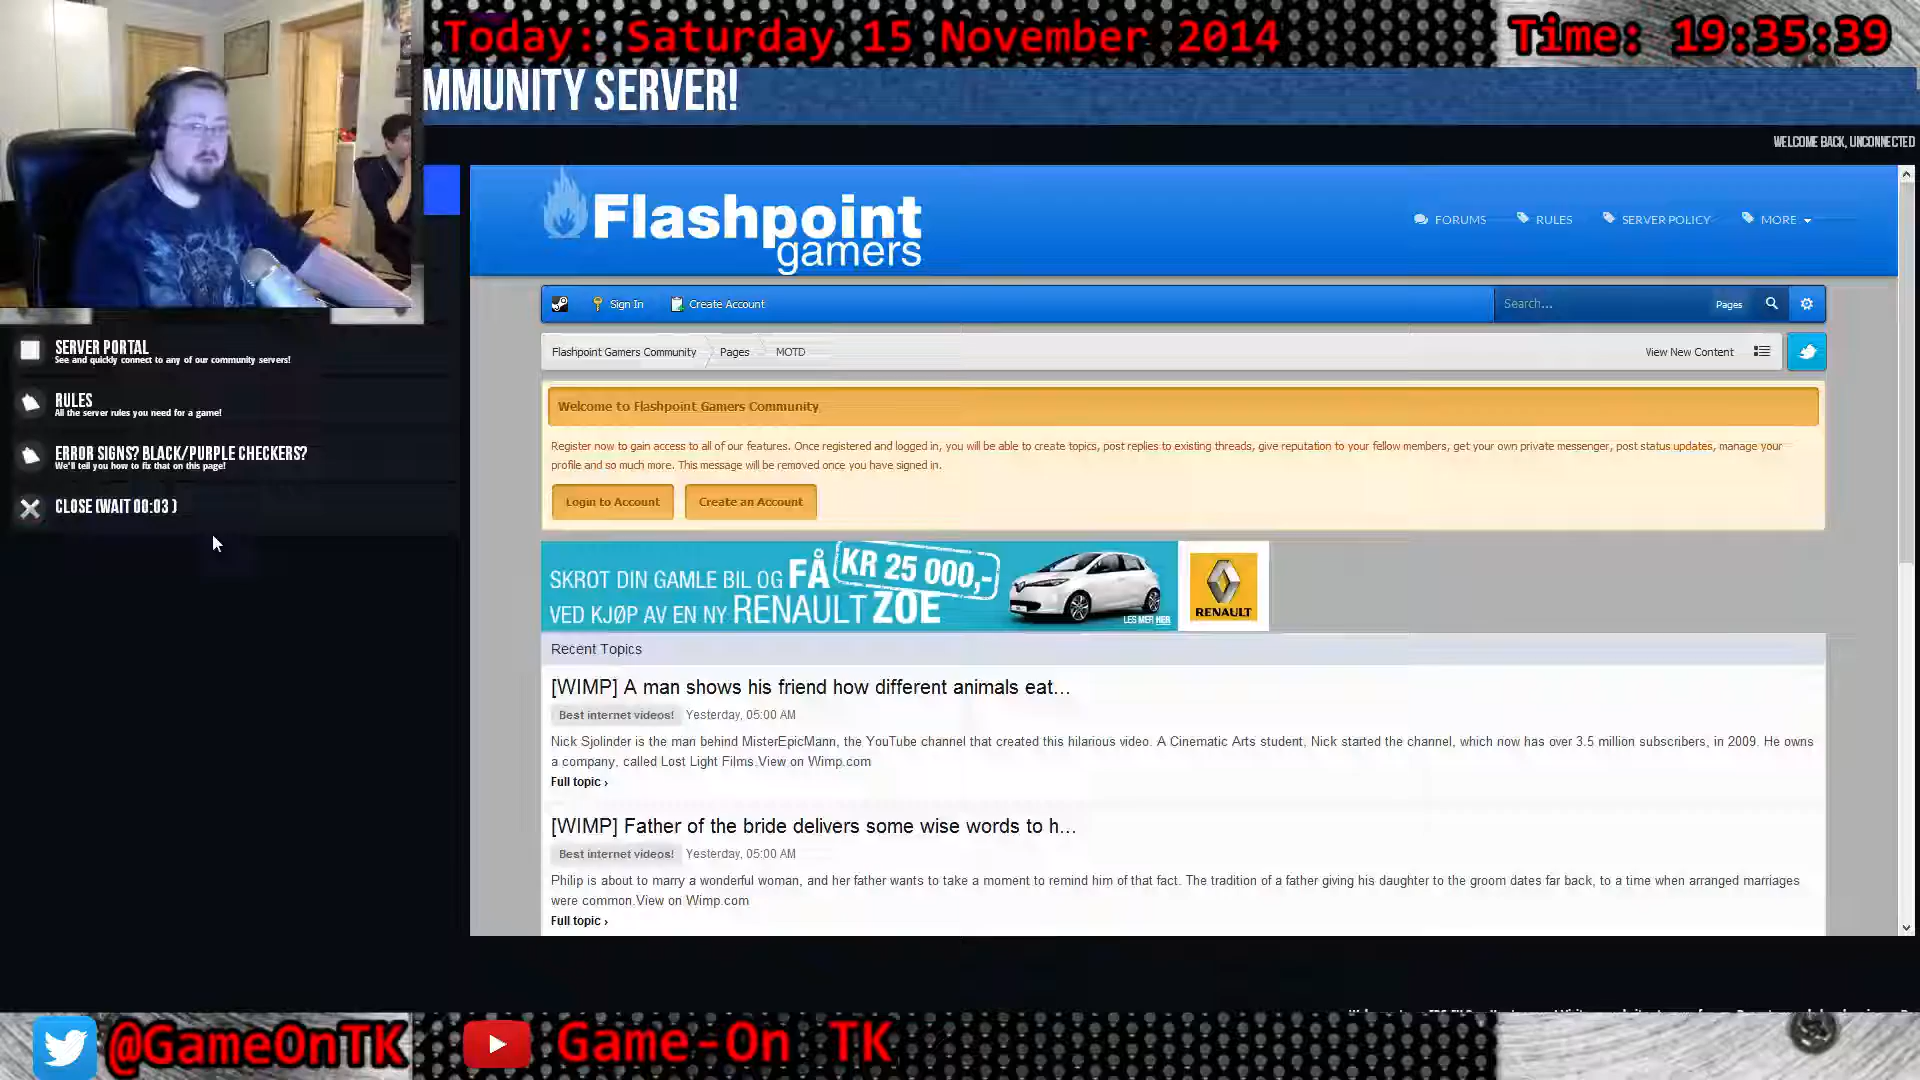 Today: Saturday 15 November 2014
Time: 19:35:39
MMUNITY SERVER!
WELCOME BACK, UNCONNECTED
Flashpoint
gamers
FORUMS
RULES
SERVER POLICY
MORE
Sign In
Create Account
Search...
Pages
Flashpoint Gamers Community
Pages
MOTD
View New Content
SERVER PORTAL
See and quickly connect to any of our community servers!
RULES
All the server rules you need for a game!
ERROR SIGNS? BLACK/PURPLE CHECKERS?
We'll tell you how to fix that on this page!
CLOSE (WAIT 00:03 )
Welcome to Flashpoint Gamers Community
Register now to gain access to all of our features. Once registered and logged in, you will be able to create topics, post replies to existing threads, give reputation to your fellow members, get your own private messenger, post status updates, manage your
profile and so much more. This message will be removed once you have signed in.
Login to Account
Create an Account
SKROT DIN GAMLE BIL OG FÅ KR 25 000,-
VED KJØP AV EN NY RENAULT ZOE
LES MER HER
RENAULT
Recent Topics
[WIMP] A man shows his friend how different animals eat...
Best internet videos! Yesterday, 05:00 AM
Nick Sjolinder is the man behind MisterEpicMann, the YouTube channel that created this hilarious video. A Cinematic Arts student, Nick started the channel, which now has over 3.5 million subscribers, in 2009. He owns
a company, called Lost Light Films.View on Wimp.com
Full topic ›
[WIMP] Father of the bride delivers some wise words to h...
Best internet videos! Yesterday, 05:00 AM
Philip is about to marry a wonderful woman, and her father wants to take a moment to remind him of that fact. The tradition of a father giving his daughter to the groom dates far back, to a time when arranged marriages
were common.View on Wimp.com
Full topic ›
@GameOnTK
Game-On TK